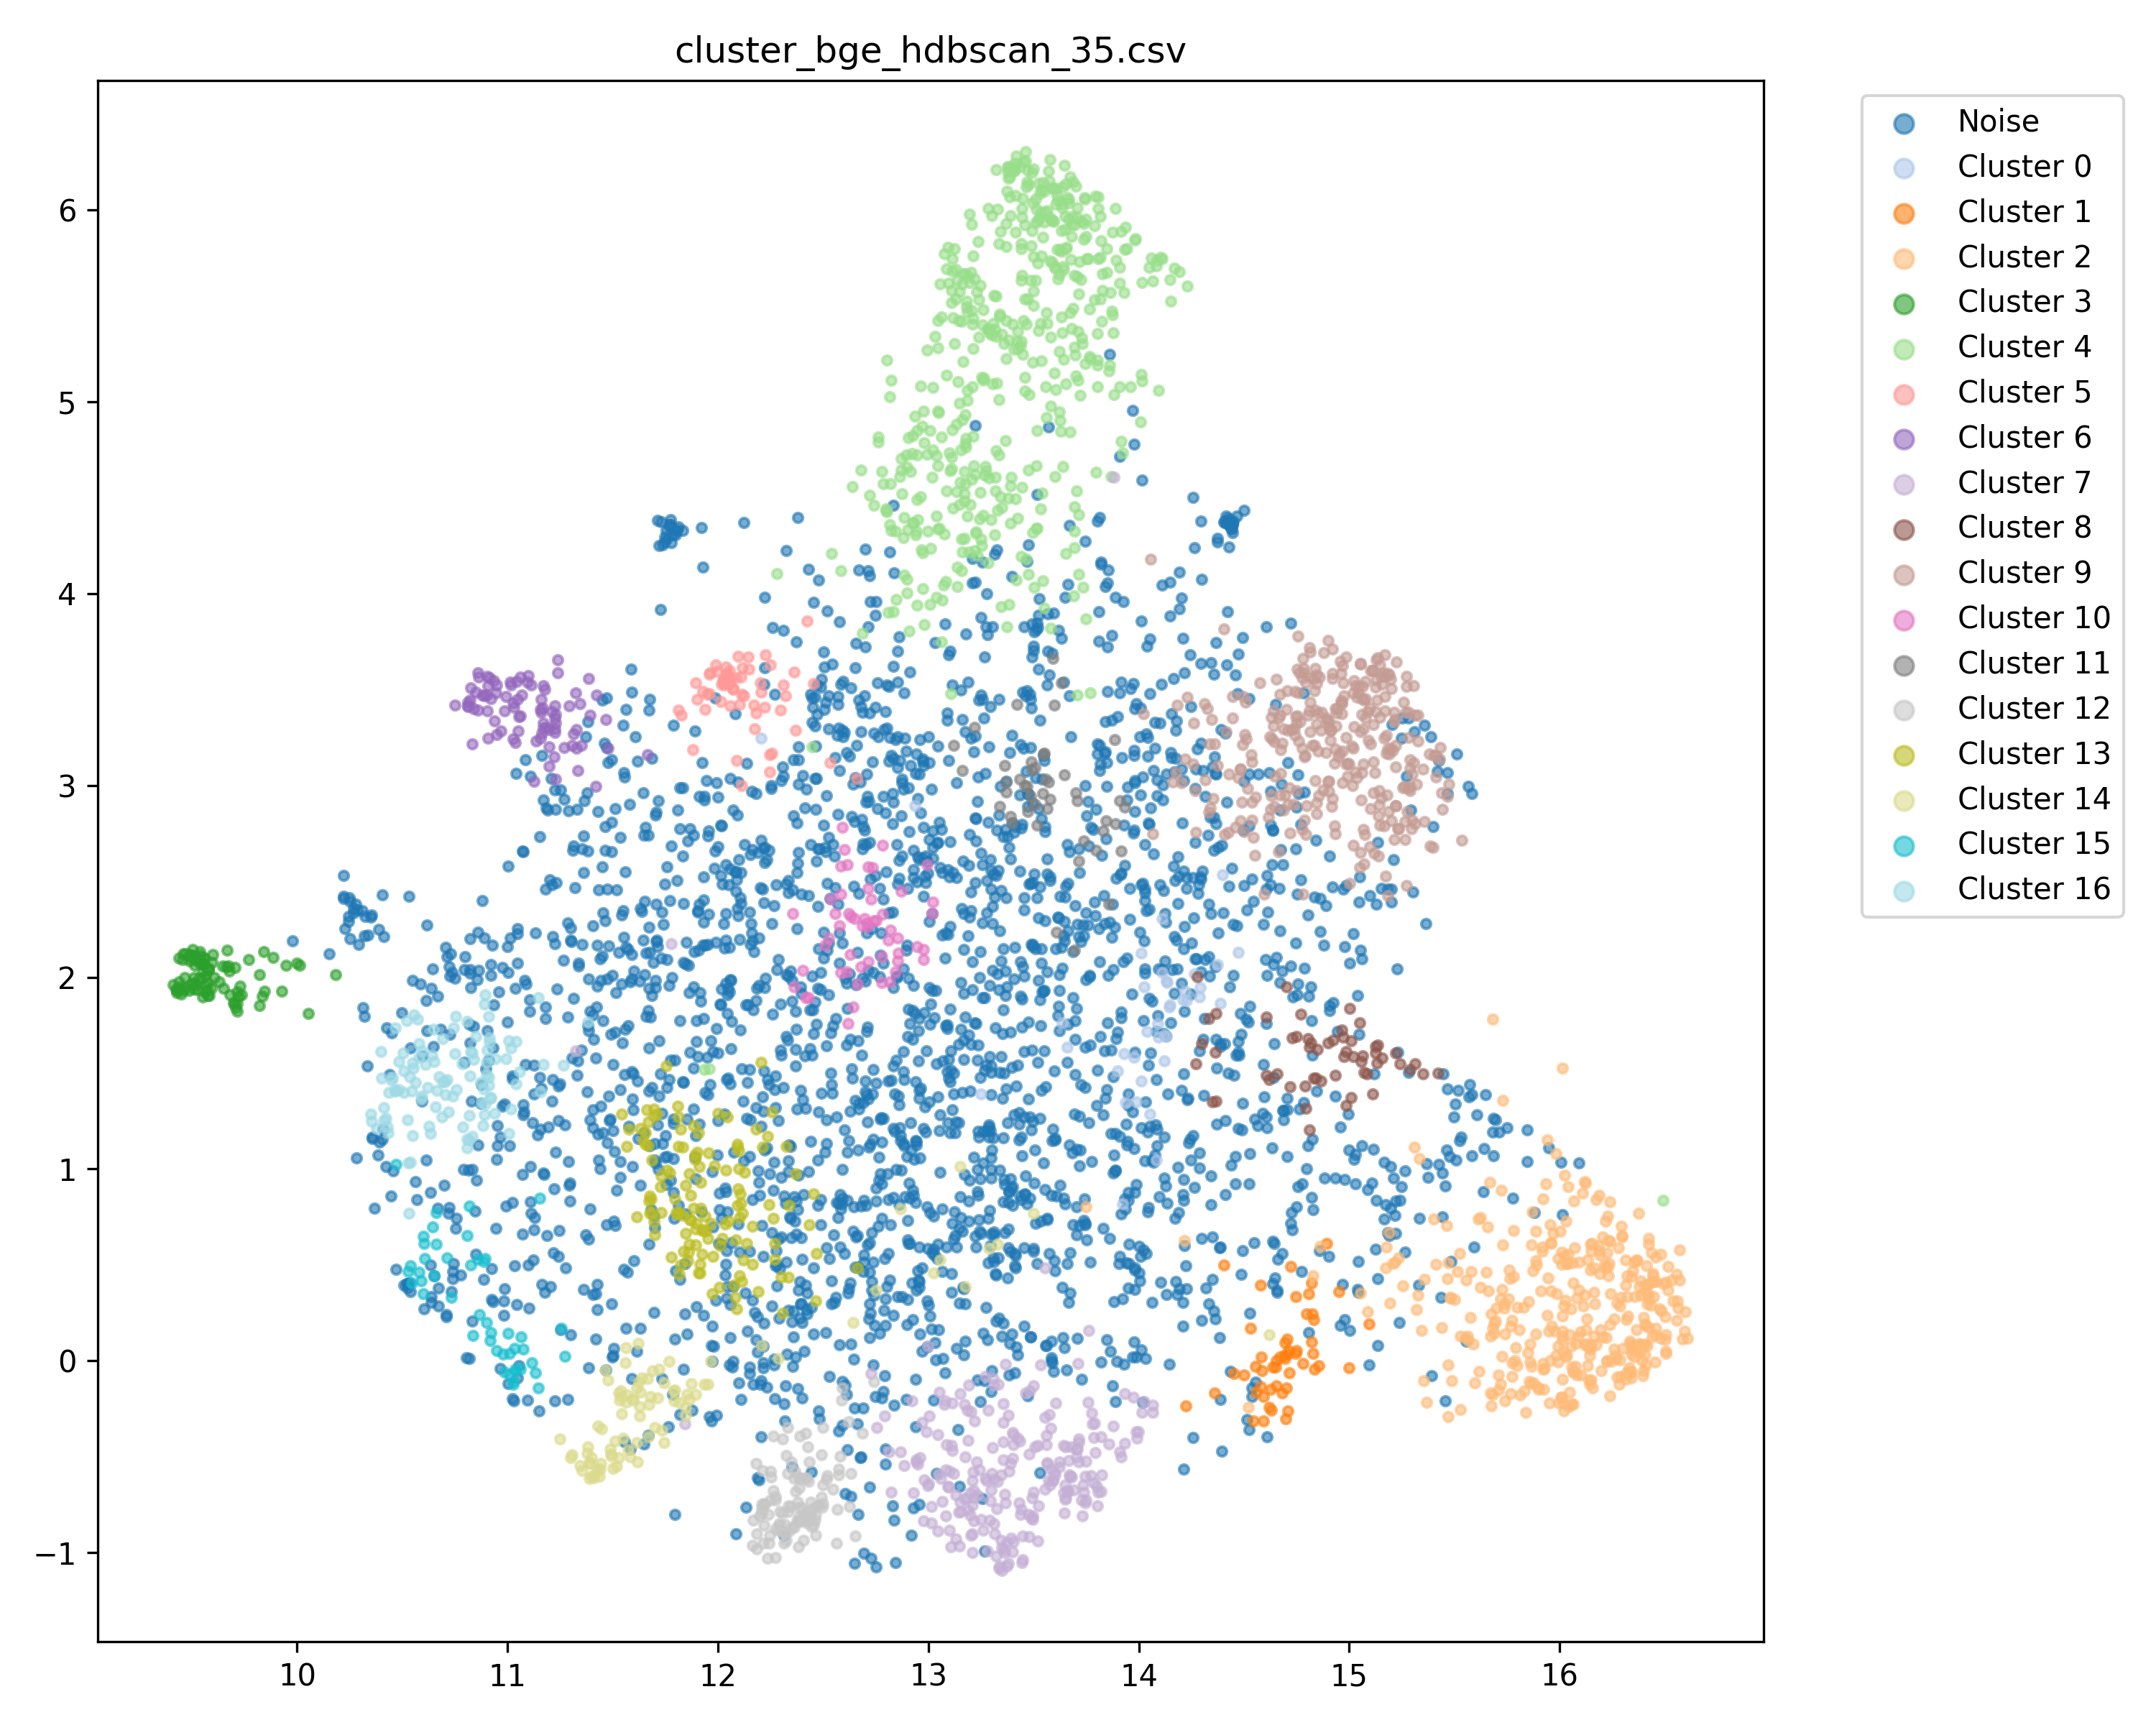 cluster_bge_hdbscan_35.csv
6
5
4
3
2
1
0
−1
10 11 12 13 14 15 16
Noise
Cluster 0
Cluster 1
Cluster 2
Cluster 3
Cluster 4
Cluster 5
Cluster 6
Cluster 7
Cluster 8
Cluster 9
Cluster 10
Cluster 11
Cluster 12
Cluster 13
Cluster 14
Cluster 15
Cluster 16